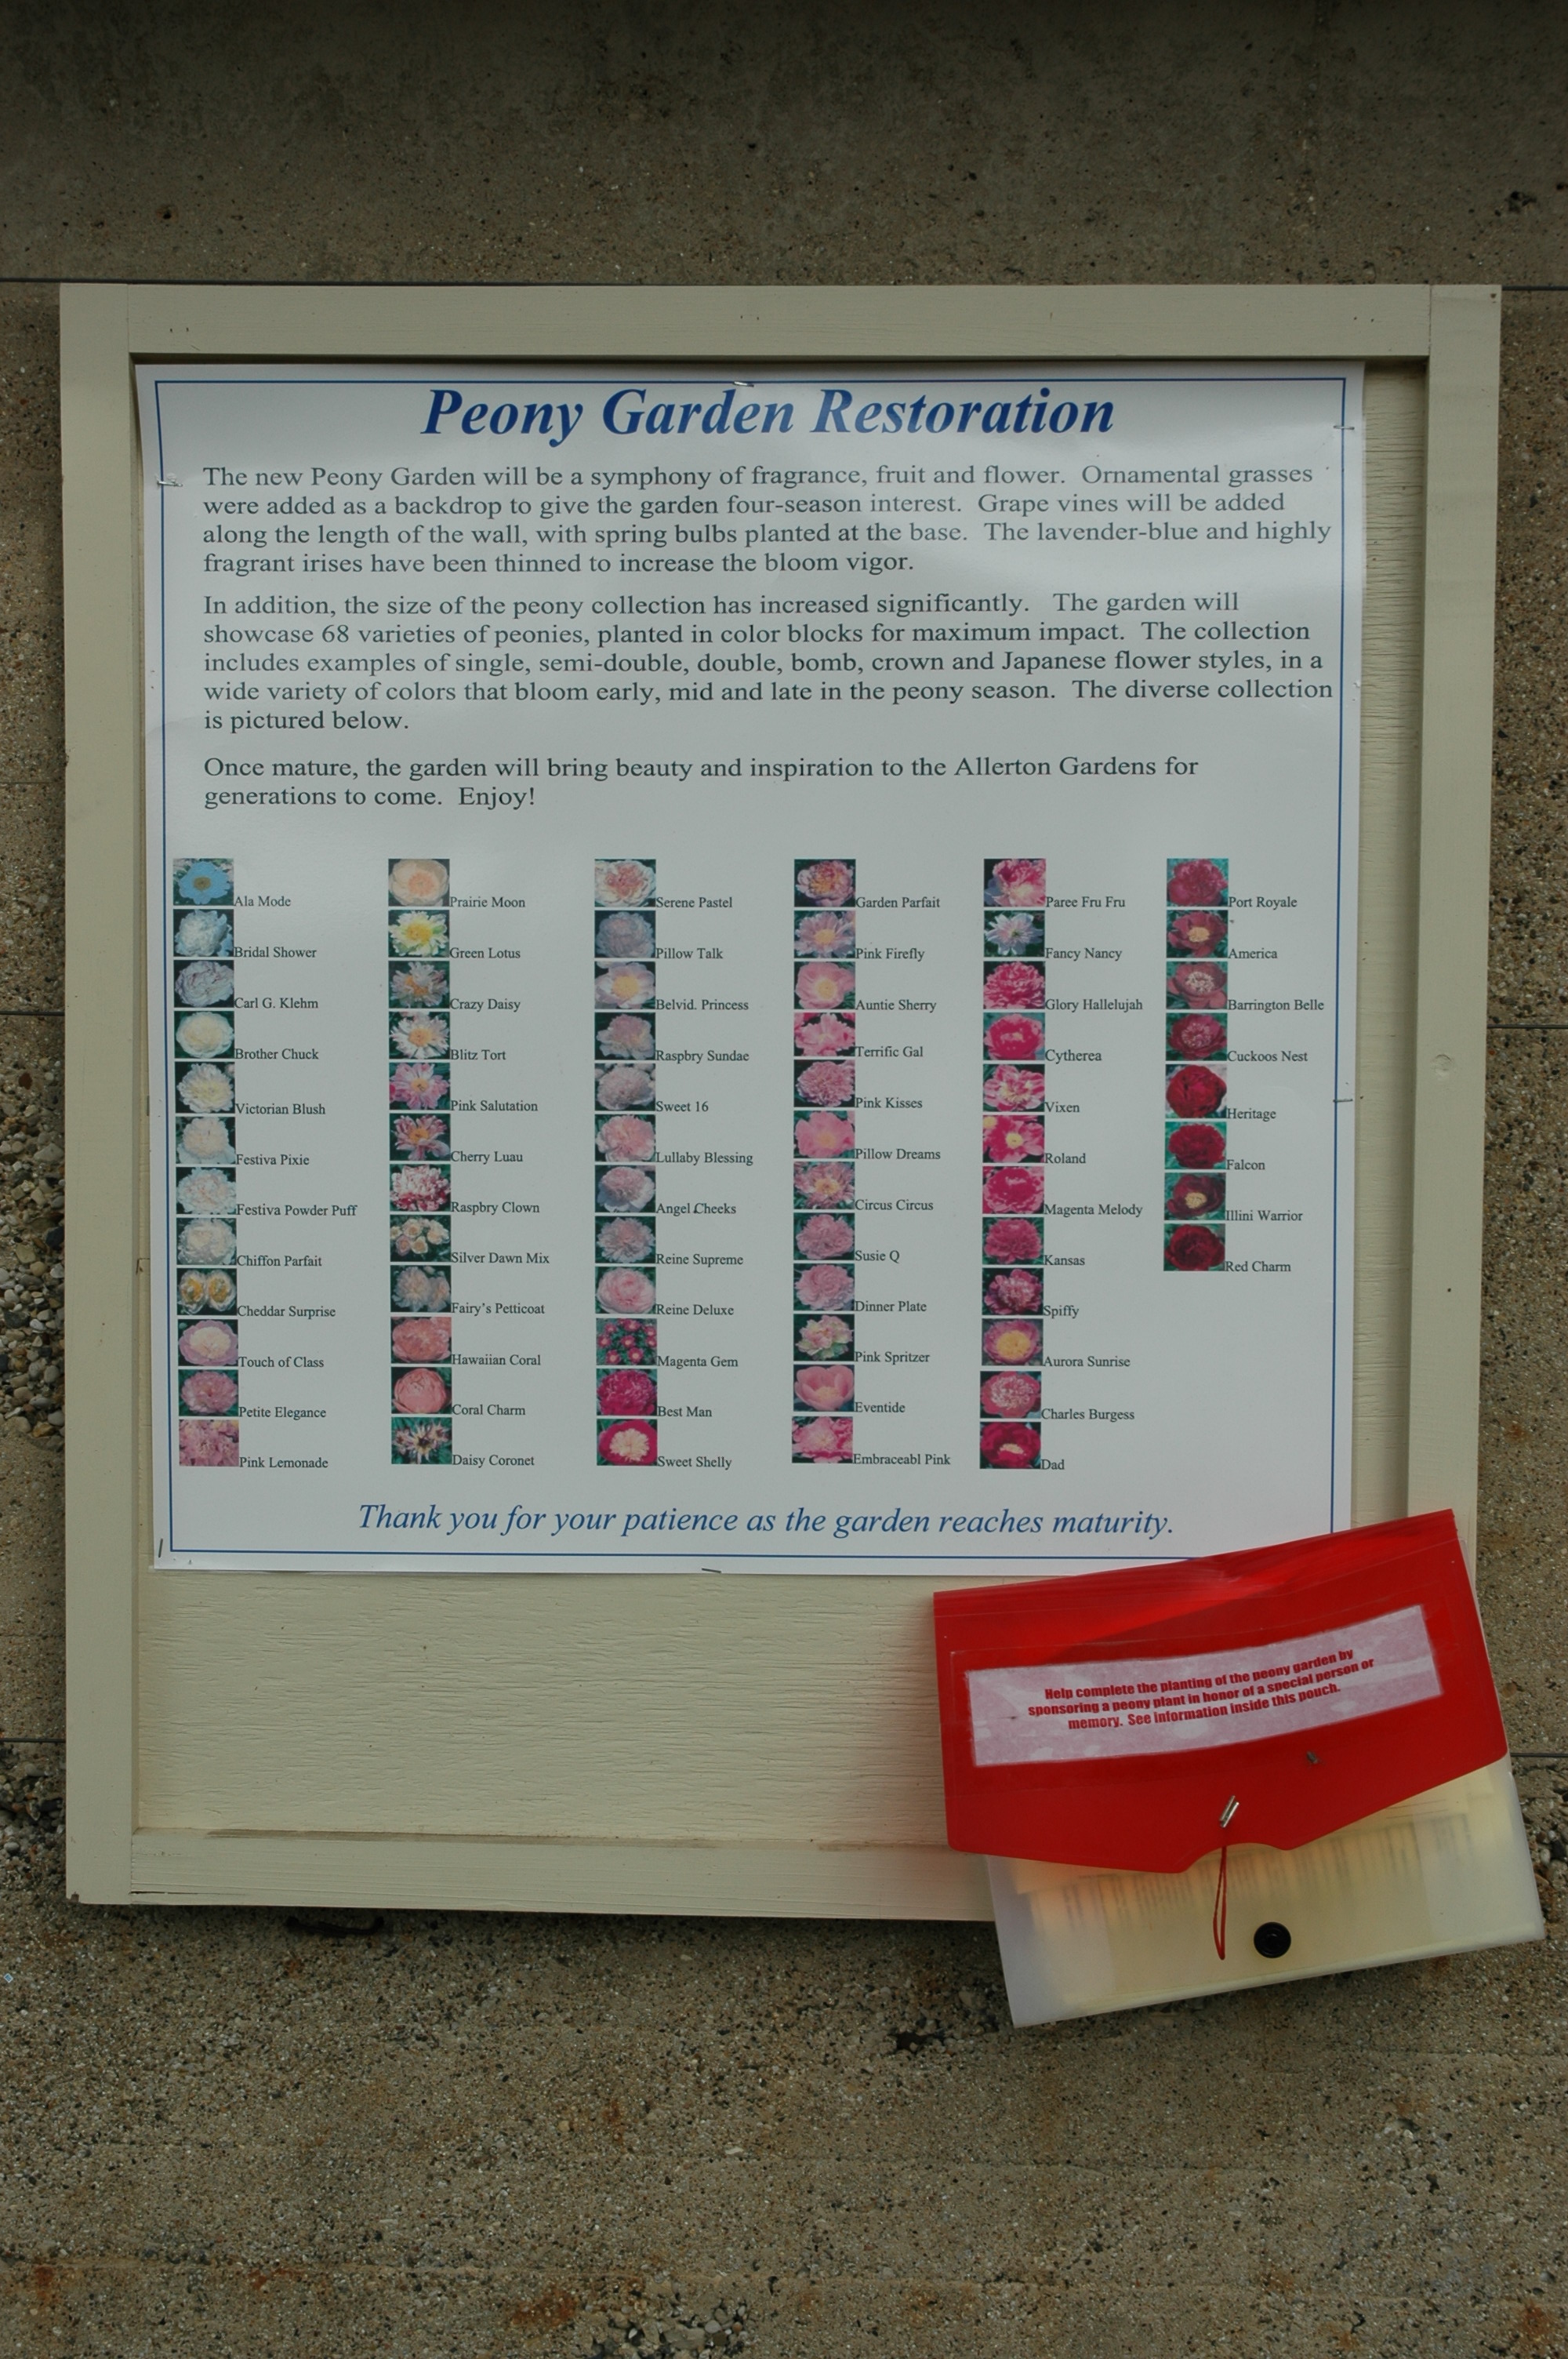 Peony Garden Restoration
The new Peony Garden will be a symphony of fragrance, fruit and flower. Ornamental grasses
were added as a backdrop to give the garden four-season interest. Grape vines will be added
along the length of the wall, with spring bulbs planted at the base. The lavender-blue and highly
fragrant irises have been thinned to increase the bloom vigor.
In addition, the size of the peony collection has increased significantly. The garden will
showcase 68 varieties of peonies, planted in color blocks for maximum impact. The collection
includes examples of single, semi-double, double, bomb, crown and Japanese flower styles, in a
wide variety of colors that bloom early, mid and late in the peony season. The diverse collection
is pictured below.
Once mature, the garden will bring beauty and inspiration to the Allerton Gardens for
generations to come. Enjoy!
Ala Mode
Bridal Shower
Carl G. Klehm
Brother Chuck
Victorian Blush
Festiva Pixie
Festiva Powder Puff
Chiffon Parfait
Cheddar Surprise
Touch of Class
Petite Elegance
Pink Lemonade
Prairie Moon
Green Lotus
Crazy Daisy
Blitz Tort
Pink Salutation
Cherry Luau
Raspbry Clown
Silver Dawn Mix
Fairy's Petticoat
Hawaiian Coral
Coral Charm
Daisy Coronet
Serene Pastel
Pillow Talk
Belvid. Princess
Raspbry Sundae
Sweet 16
Lullaby Blessing
Angel Cheeks
Reine Supreme
Reine Deluxe
Magenta Gem
Best Man
Sweet Shelly
Garden Parfait
Pink Firefly
Auntie Sherry
Terrific Gal
Pink Kisses
Pillow Dreams
Circus Circus
Susie Q
Dinner Plate
Pink Spritzer
Eventide
Embraceabl Pink
Paree Fru Fru
Fancy Nancy
Glory Hallelujah
Cytherea
Vixen
Roland
Magenta Melody
Kansas
Spiffy
Aurora Sunrise
Charles Burgess
Dad
Port Royale
America
Barrington Belle
Cuckoos Nest
Heritage
Falcon
Illini Warrior
Red Charm
Thank you for your patience as the garden reaches maturity.
Help complete the planting of the peony garden by
sponsoring a peony plant in honor of a special person or
memory. See information inside this pouch.